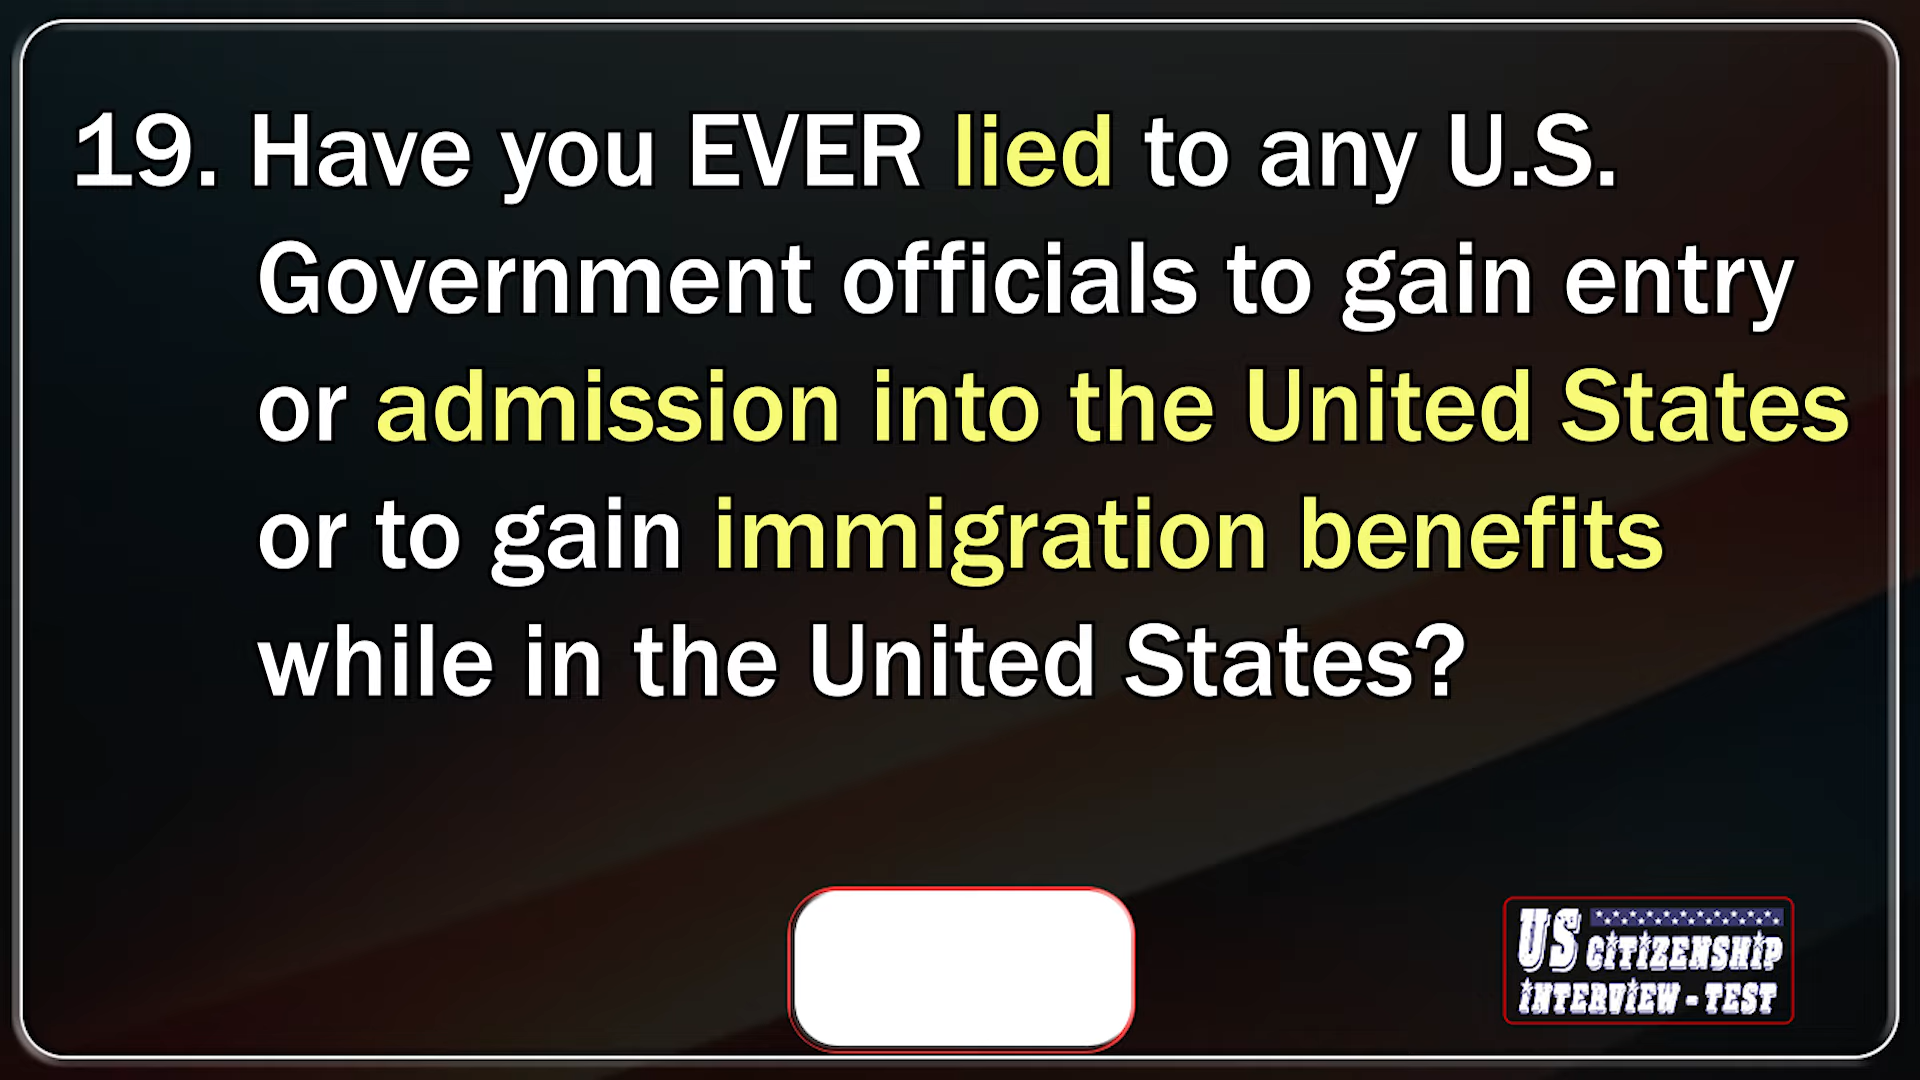 19. Have you EVER lied to any U.S.
Government officials to gain entry
or admission into the United States
or to gain immigration benefits
while in the United States?
US CITIZENSHIP
INTERVIEW - TEST